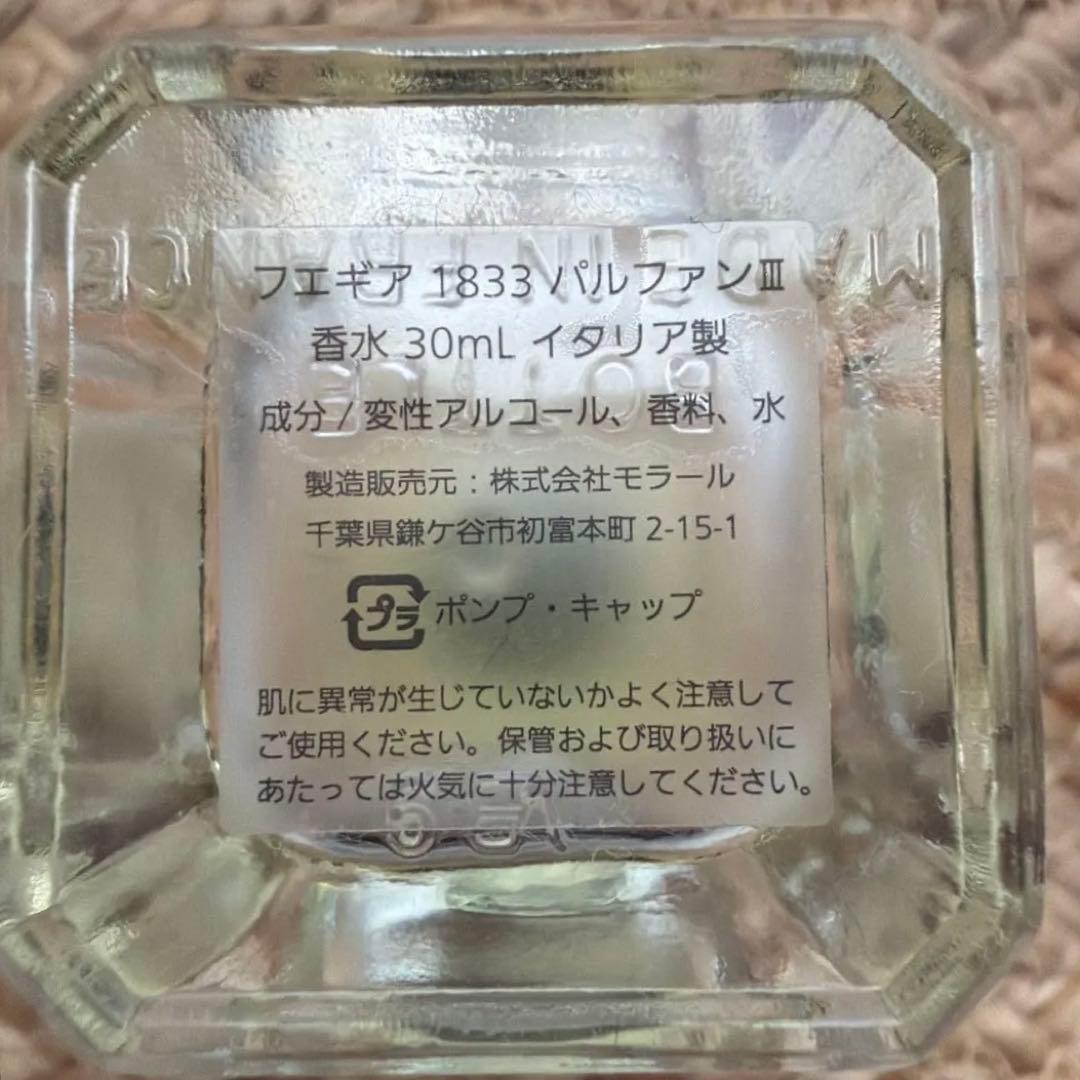 フエギア 1833 パルファンⅢ
香水 30mL イタリア製
成分 / 変性アルコール、香料、水
製造販売元 : 株式会社モラール
千葉県鎌ケ谷市初富本町 2-15-1
プラ ポンプ・キャップ
肌に異常が生じていないかよく注意して
ご使用ください。保管および取り扱いに
あたっては火気に十分注意してください。
MADE IN FRANCE